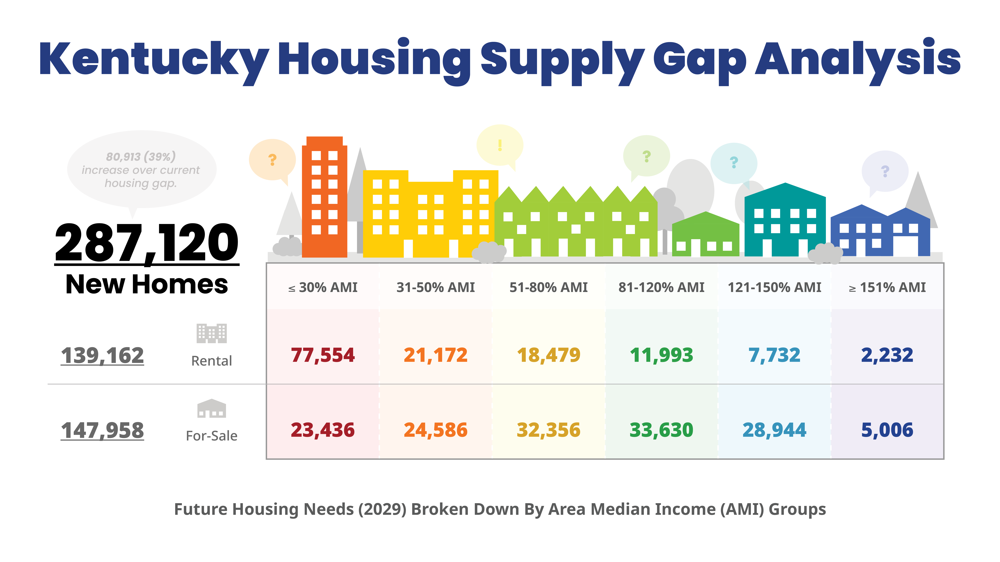 Kentucky Housing Supply Gap Analysis
80,913 (39%)
increase over current
housing gap.
?
!
?
?
?
287,120
New Homes
≤ 30% AMI 31-50% AMI 51-80% AMI 81-120% AMI 121-150% AMI ≥ 151% AMI
139,162 Rental 77,554 21,172 18,479 11,993 7,732 2,232
147,958 For-Sale 23,436 24,586 32,356 33,630 28,944 5,006
Future Housing Needs (2029) Broken Down By Area Median Income (AMI) Groups